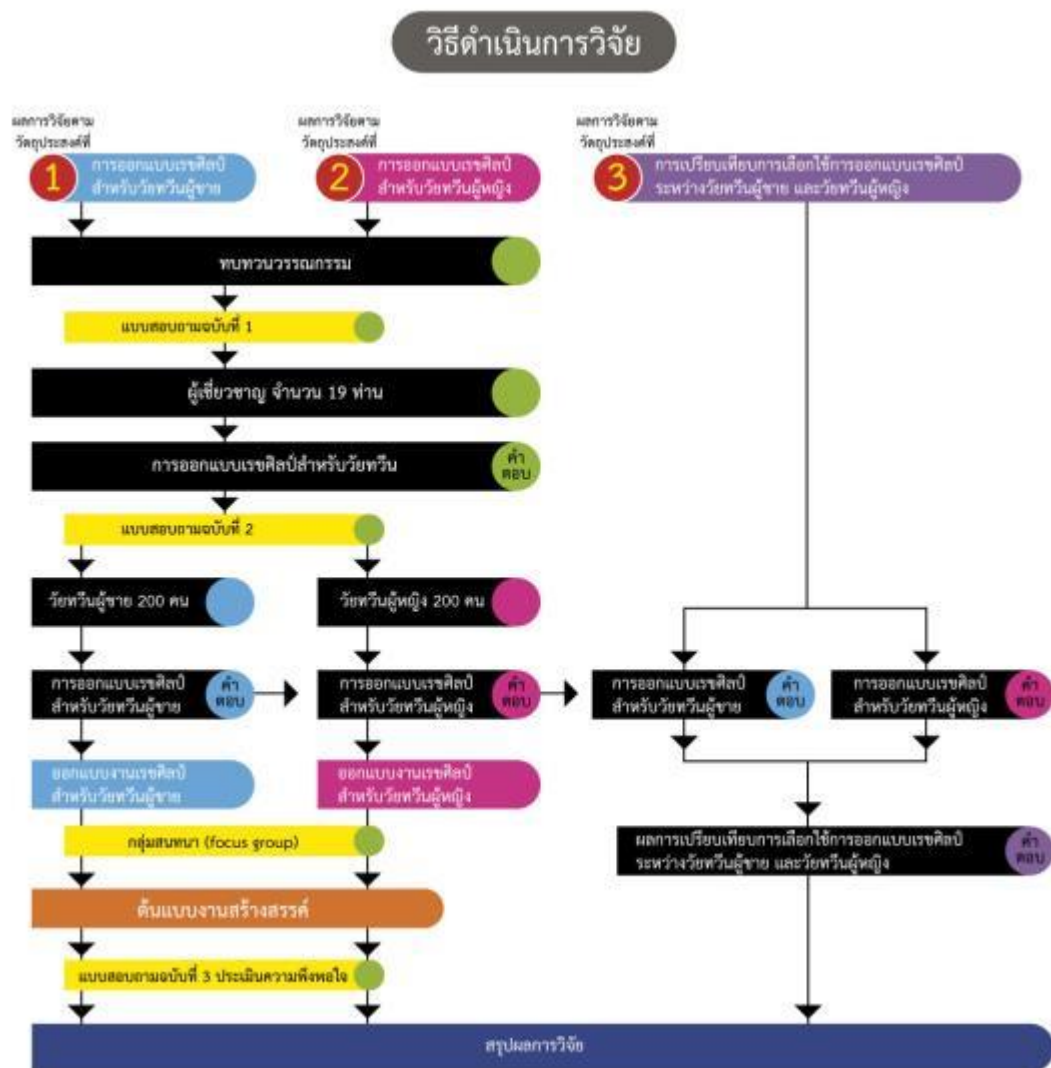 วิธีดำเนินการวิจัย
ผลการวิจัยตาม
วัตถุประสงค์ที่
1
การออกแบบเรขศิลป์
สำหรับวัยทวีนผู้ชาย
ผลการวิจัยตาม
วัตถุประสงค์ที่
2
การออกแบบเรขศิลป์
สำหรับวัยทวีนผู้หญิง
ผลการวิจัยตาม
วัตถุประสงค์ที่
3
การเปรียบเทียบการเลือกใช้การออกแบบเรขศิลป์
ระหว่างวัยทวีนผู้ชาย และวัยทวีนผู้หญิง
ทบทวนวรรณกรรม
แบบสอบถามฉบับที่ 1
ผู้เชี่ยวชาญ จำนวน 19 ท่าน
การออกแบบเรขศิลป์สำหรับวัยทวีน
คำ
ตอบ
แบบสอบถามฉบับที่ 2
วัยทวีนผู้ชาย 200 คน
วัยทวีนผู้หญิง 200 คน
การออกแบบเรขศิลป์
สำหรับวัยทวีนผู้ชาย
คำ
ตอบ
การออกแบบเรขศิลป์
สำหรับวัยทวีนผู้หญิง
คำ
ตอบ
การออกแบบเรขศิลป์
สำหรับวัยทวีนผู้ชาย
คำ
ตอบ
การออกแบบเรขศิลป์
สำหรับวัยทวีนผู้หญิง
คำ
ตอบ
ออกแบบงานเรขศิลป์
สำหรับวัยทวีนผู้ชาย
ออกแบบงานเรขศิลป์
สำหรับวัยทวีนผู้หญิง
กลุ่มสนทนา (focus group)
ผลการเปรียบเทียบการเลือกใช้การออกแบบเรขศิลป์
ระหว่างวัยทวีนผู้ชาย และวัยทวีนผู้หญิง
คำ
ตอบ
ต้นแบบงานสร้างสรรค์
แบบสอบถามฉบับที่ 3 ประเมินความพึงพอใจ
สรุปผลการวิจัย